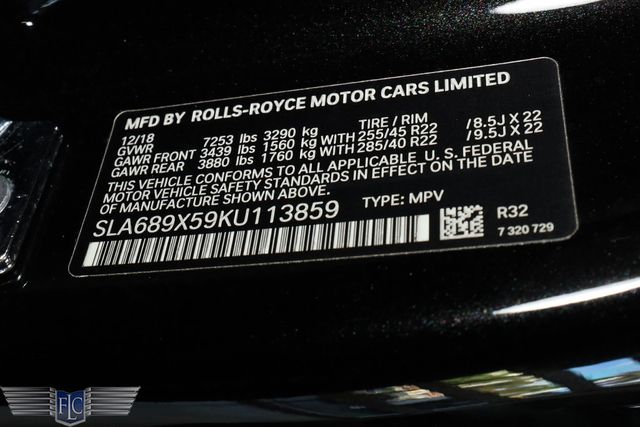 MFD BY ROLLS-ROYCE MOTOR CARS LIMITED
12/18 TIRE / RIM
GVWR 7253 lbs 3290 kg
GAWR FRONT 3439 lbs 1560 kg WITH 255/45 R22 /8.5J X 22
GAWR REAR 3880 lbs 1760 kg WITH 285/40 R22 /9.5J X 22
THIS VEHICLE CONFORMS TO ALL APPLICABLE U.S. FEDERAL
MOTOR VEHICLE SAFETY STANDARDS IN EFFECT ON THE DATE
OF MANUFACTURE SHOWN ABOVE.
SLA689X59KU113859 TYPE: MPV
R32
7 320 729
FLC